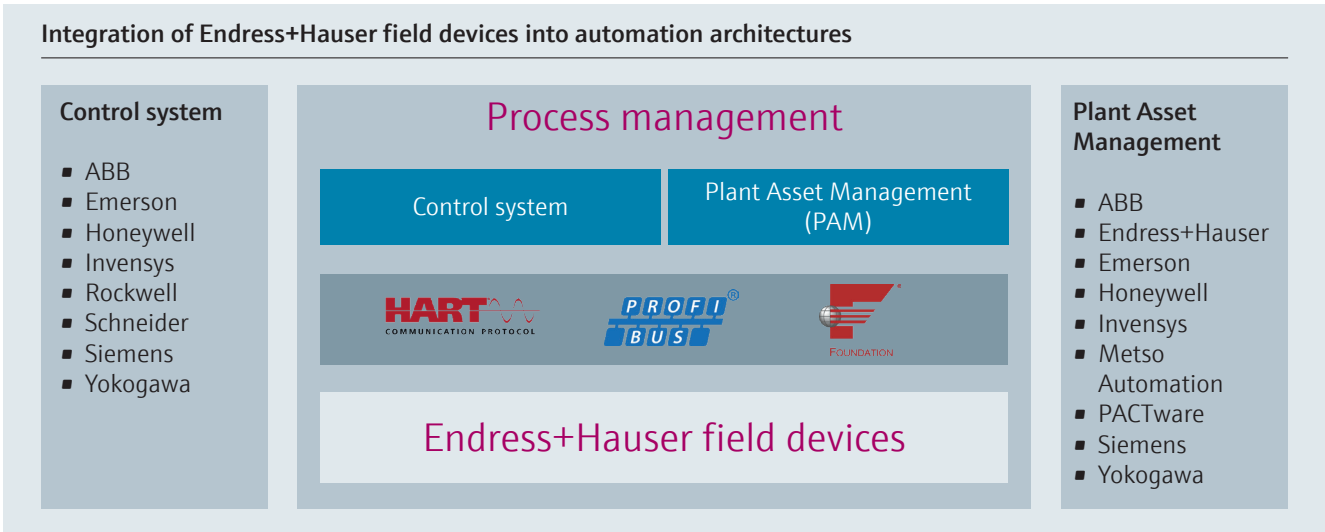 Integration of Endress+Hauser field devices into automation architectures
Control system
▪ ABB
▪ Emerson
▪ Honeywell
▪ Invensys
▪ Rockwell
▪ Schneider
▪ Siemens
▪ Yokogawa
Process management
Control system
Plant Asset Management
(PAM)
HART
COMMUNICATION PROTOCOL
PROFI®
BUS
®
FOUNDATION
Endress+Hauser field devices
Plant Asset
Management
▪ ABB
▪ Endress+Hauser
▪ Emerson
▪ Honeywell
▪ Invensys
▪ Metso
Automation
▪ PACTware
▪ Siemens
▪ Yokogawa